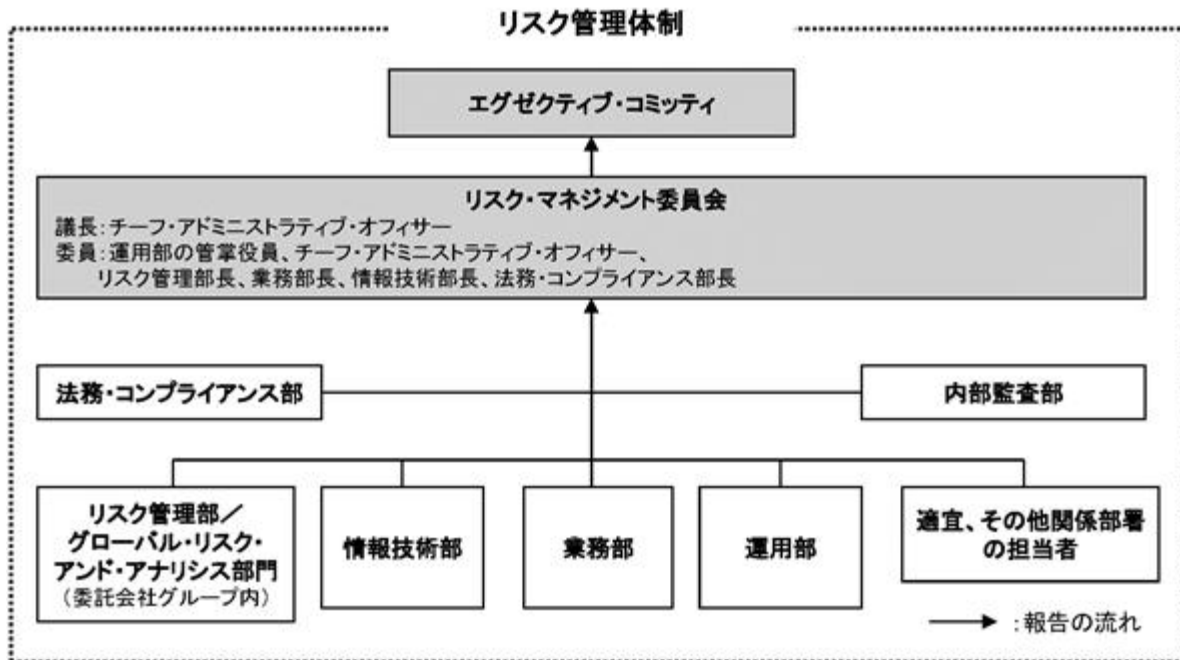 リスク管理体制
エグゼクティブ・コミッティ
リスク・マネジメント委員会
議長：チーフ・アドミニストラティブ・オフィサー
委員：運用部の管掌役員、チーフ・アドミニストラティブ・オフィサー、
リスク管理部長、業務部長、情報技術部長、法務・コンプライアンス部長
法務・コンプライアンス部
内部監査部
リスク管理部／
グローバル・リスク・
アンド・アナリシス部門
（委託会社グループ内）
情報技術部
業務部
運用部
適宜、その他関係部署
の担当者
：報告の流れ